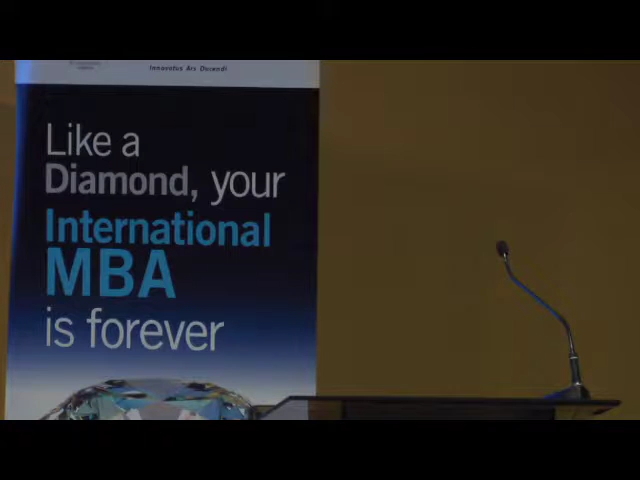 Innovatus Ars Docendi
Like a
Diamond, your
International
MBA
is forever